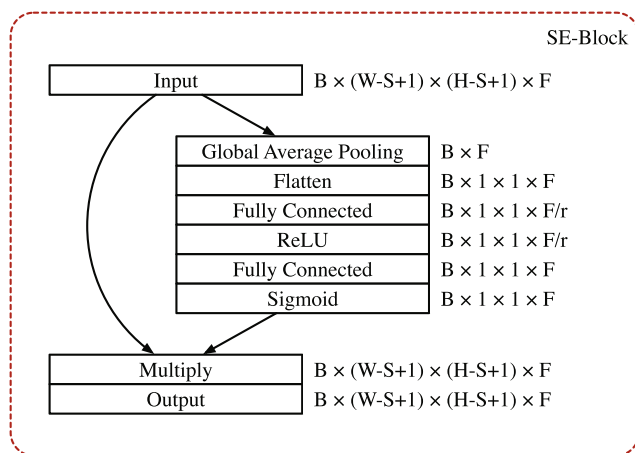 SE-Block
Input B × (W-S+1) × (H-S+1) × F
Global Average Pooling B × F
Flatten B × 1 × 1 × F
Fully Connected B × 1 × 1 × F/r
ReLU B × 1 × 1 × F/r
Fully Connected B × 1 × 1 × F
Sigmoid B × 1 × 1 × F
Multiply B × (W-S+1) × (H-S+1) × F
Output B × (W-S+1) × (H-S+1) × F